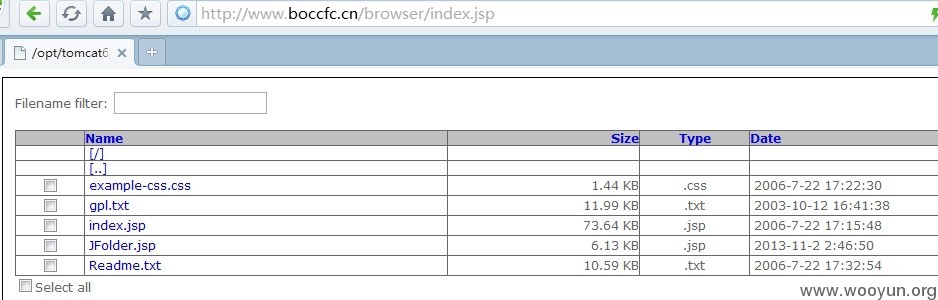 http://www.boccfc.cn/browser/index.jsp
/opt/tomcat6
Filename filter:
Name Size Type Date
[/]
[..]
example-css.css 1.44 KB .css 2006-7-22 17:22:30
gpl.txt 11.99 KB .txt 2003-10-12 16:41:38
index.jsp 73.64 KB .jsp 2006-7-22 17:15:48
JFolder.jsp 6.13 KB .jsp 2013-11-2 2:46:50
Readme.txt 10.59 KB .txt 2006-7-22 17:32:54
Select all
www.wooyun.org